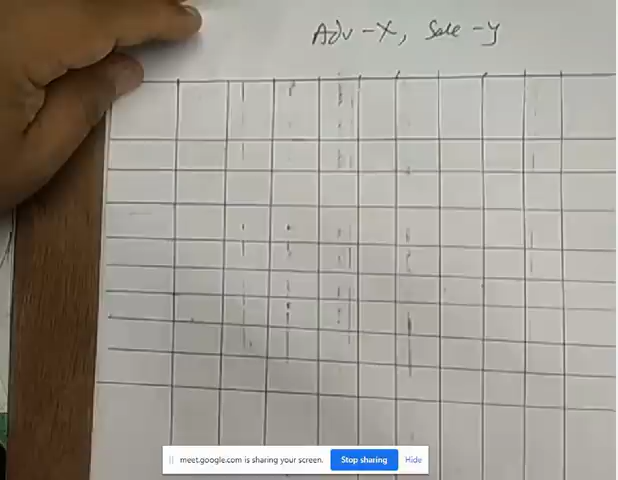 Adv - X, Sale - y
meet.google.com is sharing your screen. Stop sharing Hide